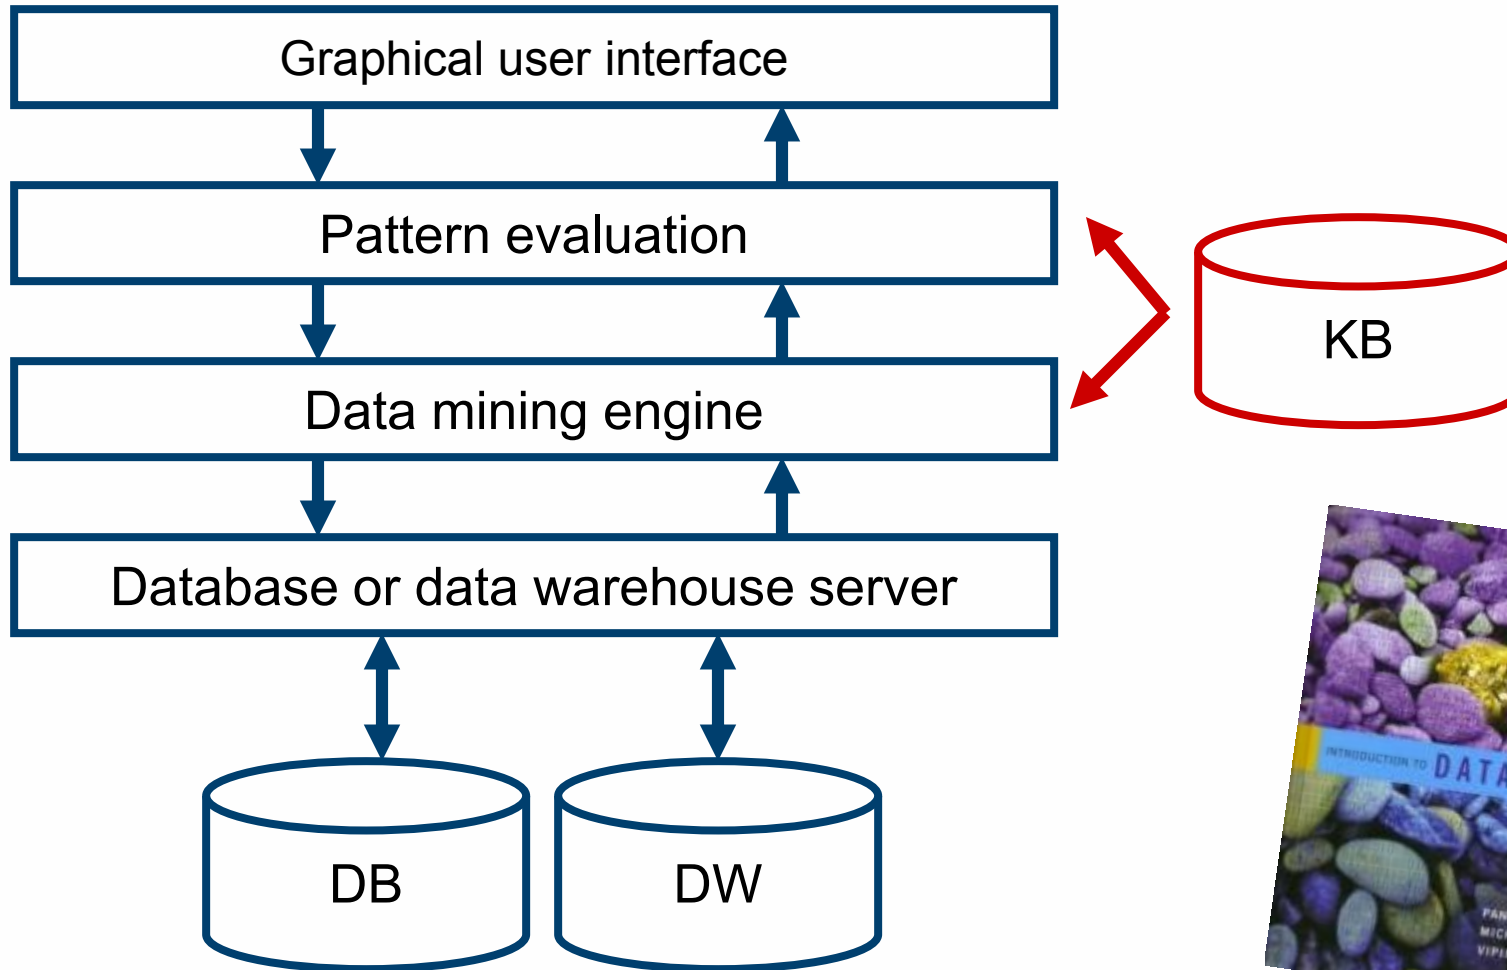 Graphical user interface
Pattern evaluation
KB
Data mining engine
Database or data warehouse server
INTRODUCTION TO DATA
DB
DW